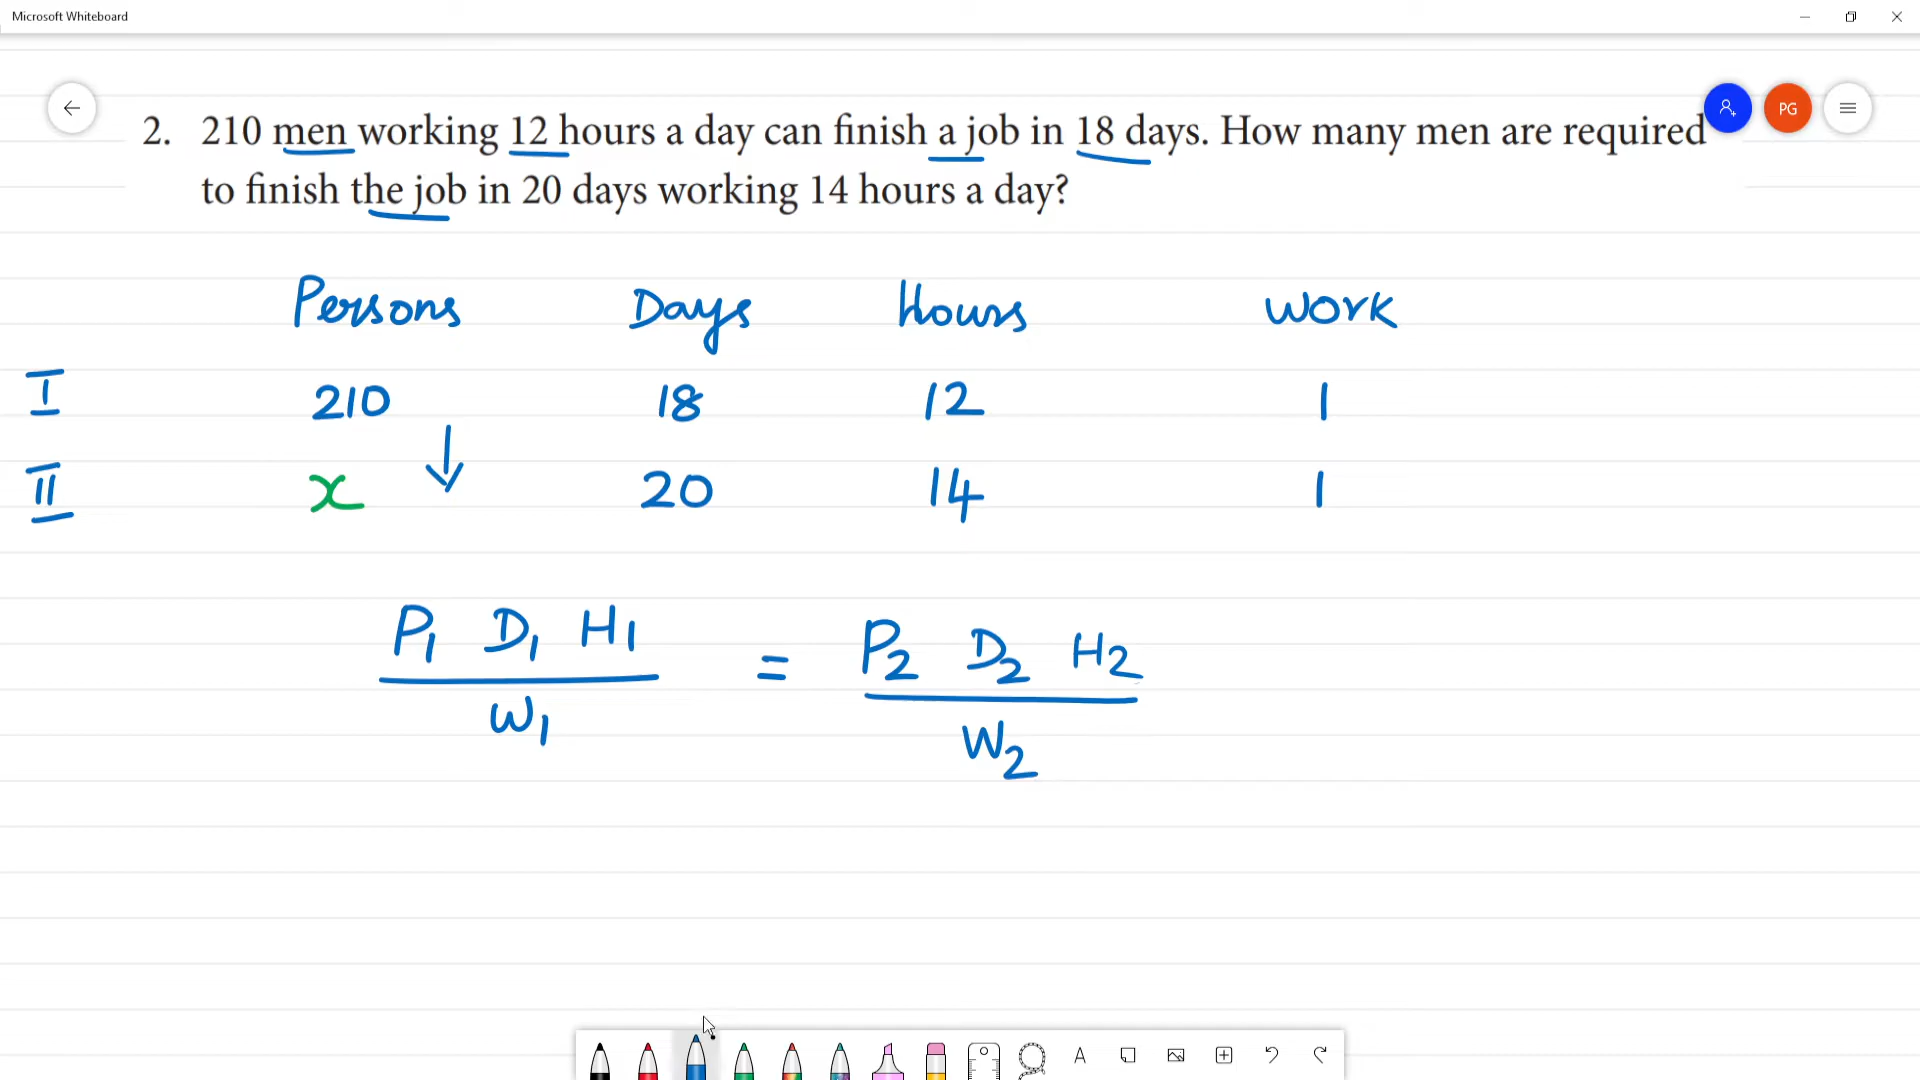 Microsoft Whiteboard
PG
2. 210 men working 12 hours a day can finish a job in 18 days. How many men are required
to finish the job in 20 days working 14 hours a day?
Persons Days Hours Work
I 210 18 12 1
II x 20 14 1
P1 D1 H1 / W1 = P2 D2 H2 / W2
A